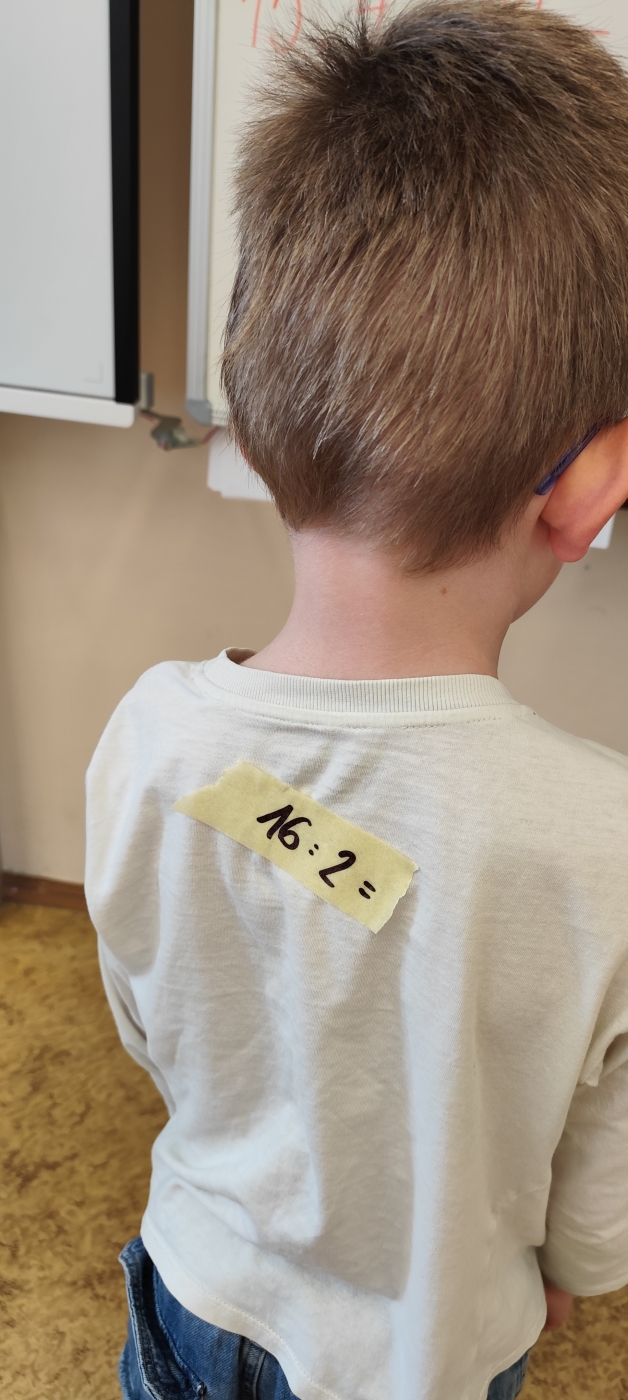 16 : 2 =